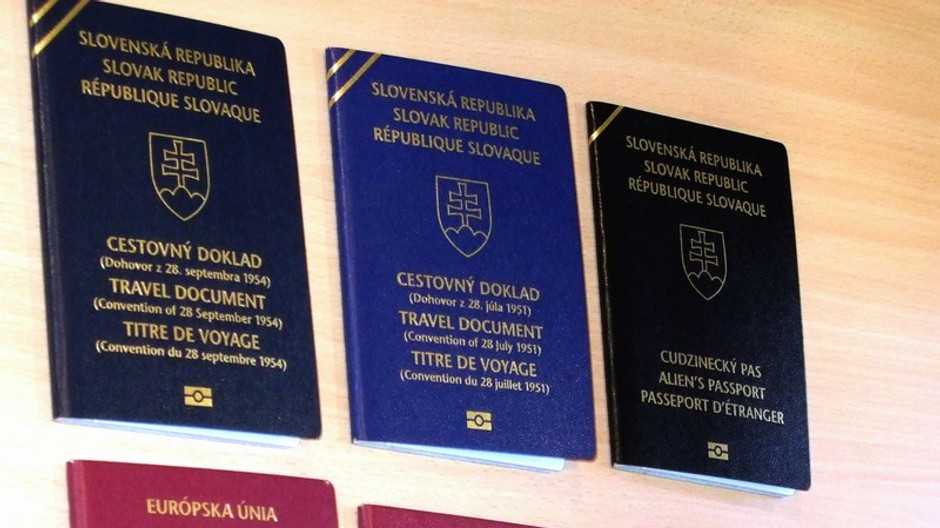 SLOVENSKÁ REPUBLIKA
SLOVAK REPUBLIC
RÉPUBLIQUE SLOVAQUE
CESTOVNÝ DOKLAD
(Dohovor z 28. septembra 1954)
TRAVEL DOCUMENT
(Convention of 28 September 1954)
TITRE DE VOYAGE
(Convention du 28 septembre 1954)
SLOVENSKÁ REPUBLIKA
SLOVAK REPUBLIC
RÉPUBLIQUE SLOVAQUE
CESTOVNÝ DOKLAD
(Dohovor z 28. júla 1951)
TRAVEL DOCUMENT
(Convention of 28 July 1951)
TITRE DE VOYAGE
(Convention du 28 juillet 1951)
SLOVENSKÁ REPUBLIKA
SLOVAK REPUBLIC
RÉPUBLIQUE SLOVAQUE
CUDZINECKÝ PAS
ALIEN'S PASSPORT
PASSEPORT D'ÉTRANGER
EURÓPSKA ÚNIA